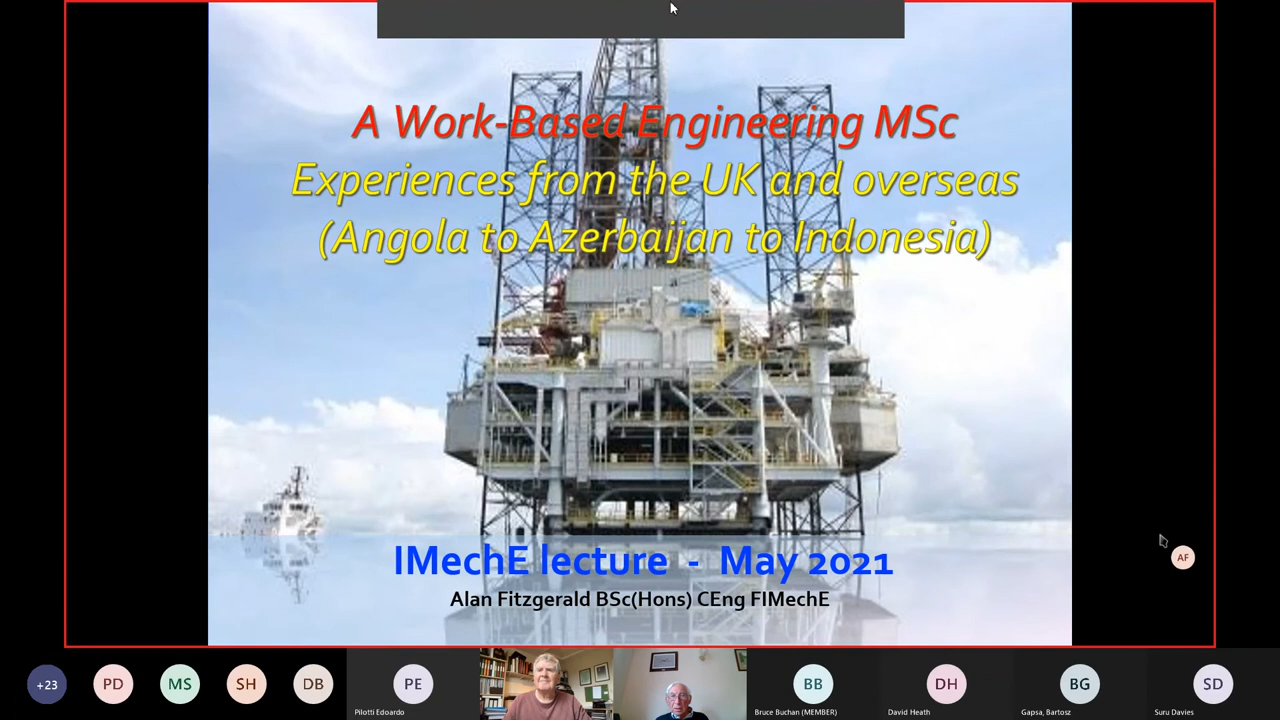 A Work-Based Engineering MSc
Experiences from the UK and overseas
(Angola to Azerbaijan to Indonesia)
IMechE lecture - May 2021
Alan Fitzgerald BSc(Hons) CEng FIMechE
AF
+23
PD
MS
SH
DB
PE
BB
DH
BG
SD
Pilotti Edoardo
Bruce Buchan (MEMBER)
David Heath
Gapsa, Bartosz
Suru Davies